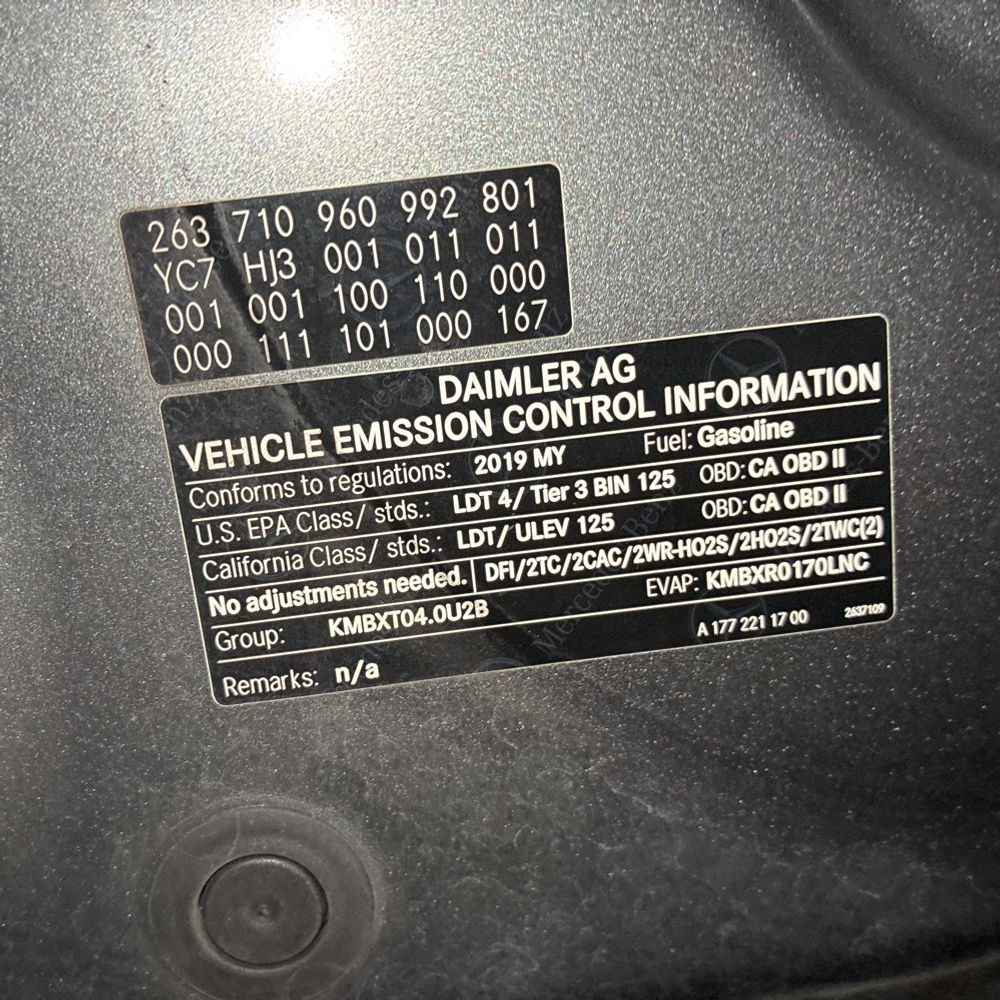 263 710 960 992 801
YC7 HJ3 001 011 011
001 001 100 110 000
000 111 101 000 167
DAIMLER AG
VEHICLE EMISSION CONTROL INFORMATION
Conforms to regulations: 2019 MY Fuel: Gasoline
U.S. EPA Class/ stds.: LDT 4/ Tier 3 BIN 125 OBD: CA OBD II
California Class/ stds.: LDT/ ULEV 125 OBD: CA OBD II
No adjustments needed. DFI/2TC/2CAC/2WR-HO2S/2HO2S/2TWC(2)
Group: KMBXT04.0U2B EVAP: KMBXR0170LNC
Remarks: n/a A 177 221 17 00 2637109